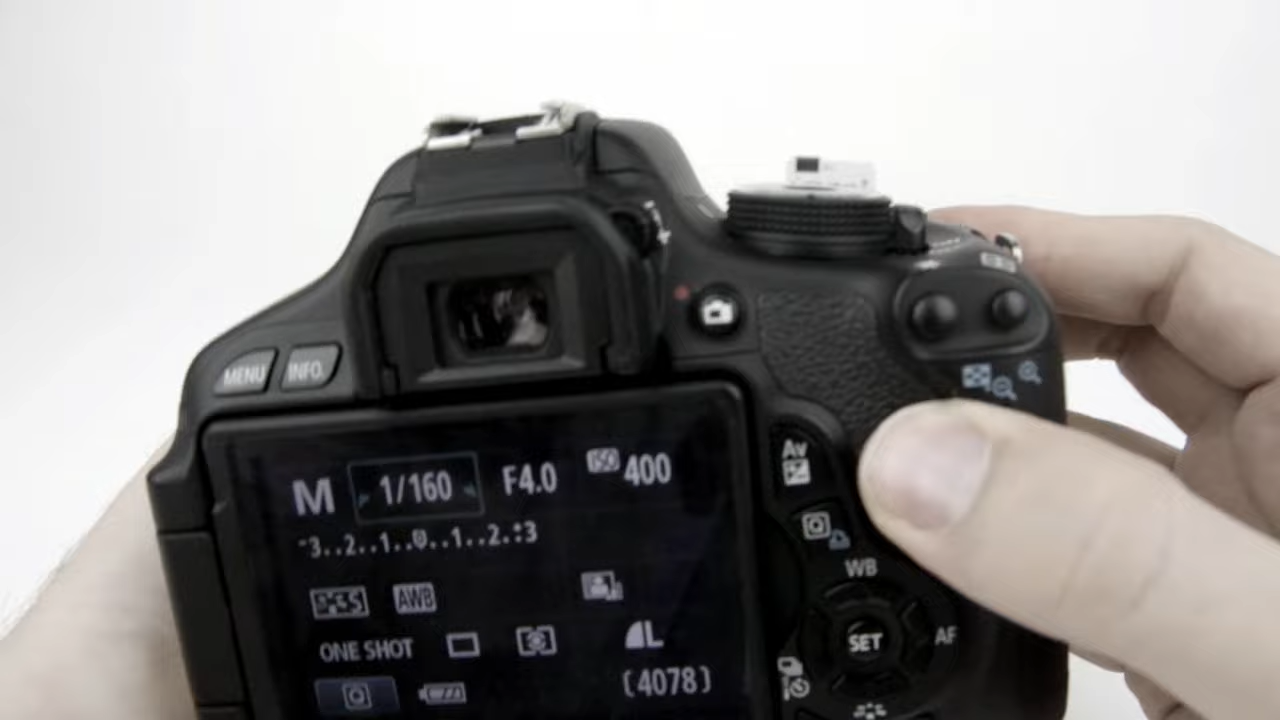 MENU INFO.
M 1/160 F4.0 ISO 400
-3..2..1..0..1..2.:3
AWB
ONE SHOT L
(4078)
Av
WB
SET AF